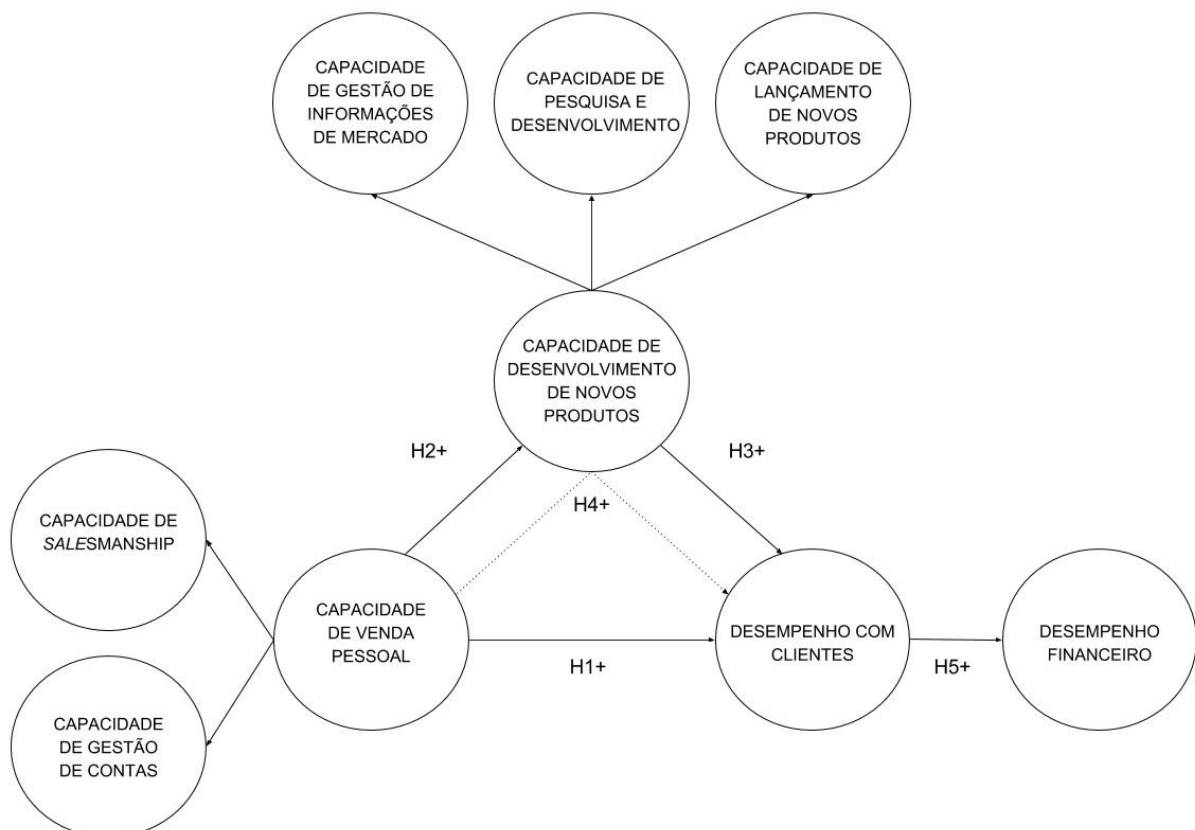 CAPACIDADE
DE GESTÃO DE
INFORMAÇÕES
DE MERCADO
CAPACIDADE DE
PESQUISA E
DESENVOLVIMENTO
CAPACIDADE DE
LANÇAMENTO
DE NOVOS
PRODUTOS
CAPACIDADE DE
DESENVOLVIMENTO
DE NOVOS
PRODUTOS
H2+
H3+
H4+
CAPACIDADE DE
SALESMANSHIP
CAPACIDADE
DE VENDA
PESSOAL
H1+
DESEMPENHO COM
CLIENTES
H5+
DESEMPENHO
FINANCEIRO
CAPACIDADE
DE GESTÃO
DE CONTAS